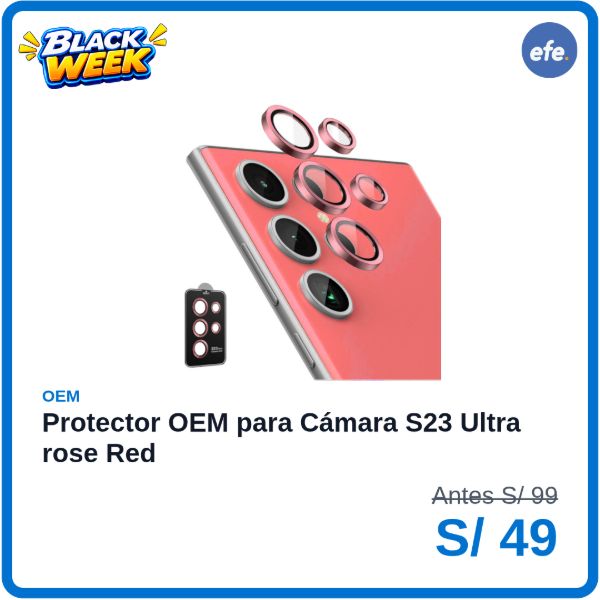 BLACK
WEEK
efe.
OEM
Protector OEM para Cámara S23 Ultra
rose Red
Antes S/ 99
S/ 49